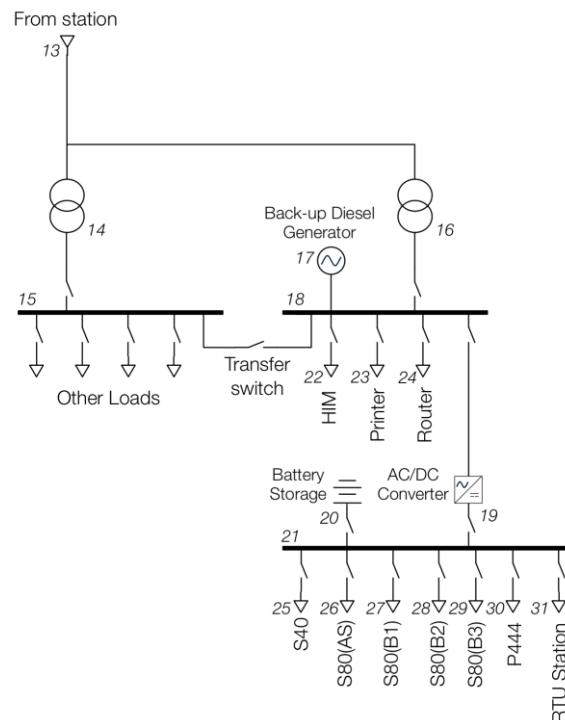 From station
13
14
Back-up Diesel
Generator
17
16
15
18
Transfer
switch
Other Loads
22
HIM
23
Printer
24
Router
Battery
Storage
AC/DC
Converter
20
19
21
25
S40
26
S80(AS)
27
S80(B1)
28
S80(B2)
29
S80(B3)
30
P444
31
RTU Station